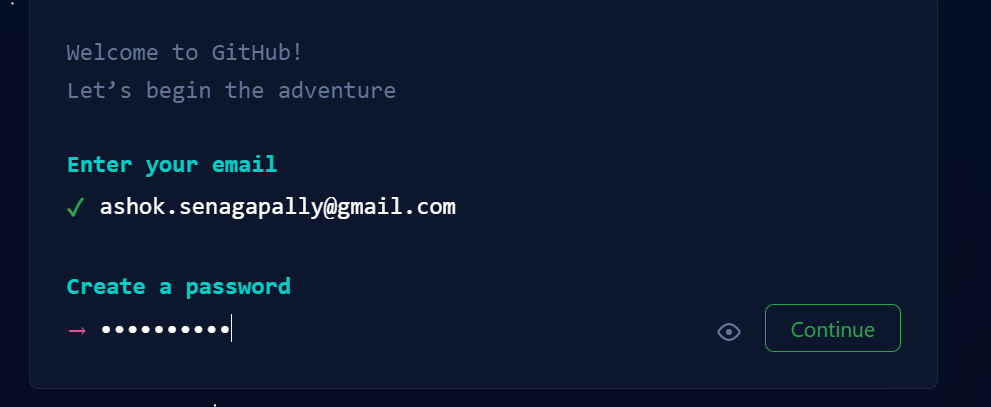 Welcome to GitHub!
Let’s begin the adventure
Enter your email
✓ ashok.senagapally@gmail.com
Create a password
→ ••••••••••
Continue